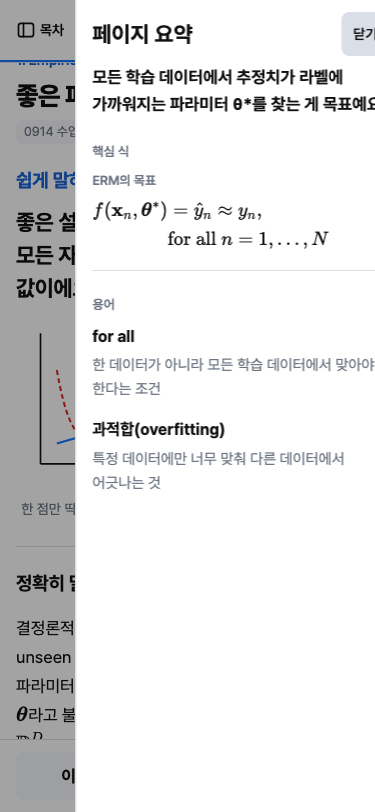 목차
페이지 요약
닫기
모든 학습 데이터에서 추정치가 라벨에
가까워지는 파라미터 θ*를 찾는 게 목표예요
핵심 식
ERM의 목표
f(x_n, θ*) = ŷ_n ≈ y_n,
for all n = 1, . . . , N
용어
for all
한 데이터가 아니라 모든 학습 데이터에서 맞아야
한다는 조건
과적합(overfitting)
특정 데이터에만 너무 맞춰 다른 데이터에서
어긋나는 것
좋은
0914 수업
쉽게 말하
좋은 설
모든 자
값이에
한 점만 딱
정확히
결정론적
unseen
파라미터
θ라고 불